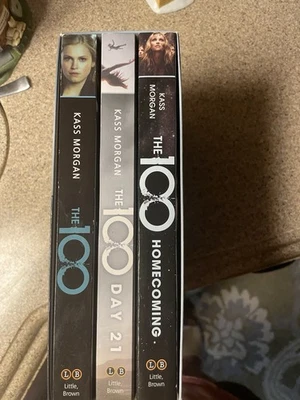 KASS MORGAN
THE 100
LB
Little,
Brown
KASS MORGAN
THE 100
DAY 21
LB
Little,
Brown
KASS
MORGAN
THE 100
HOMECOMING
LB
Little,
Brown